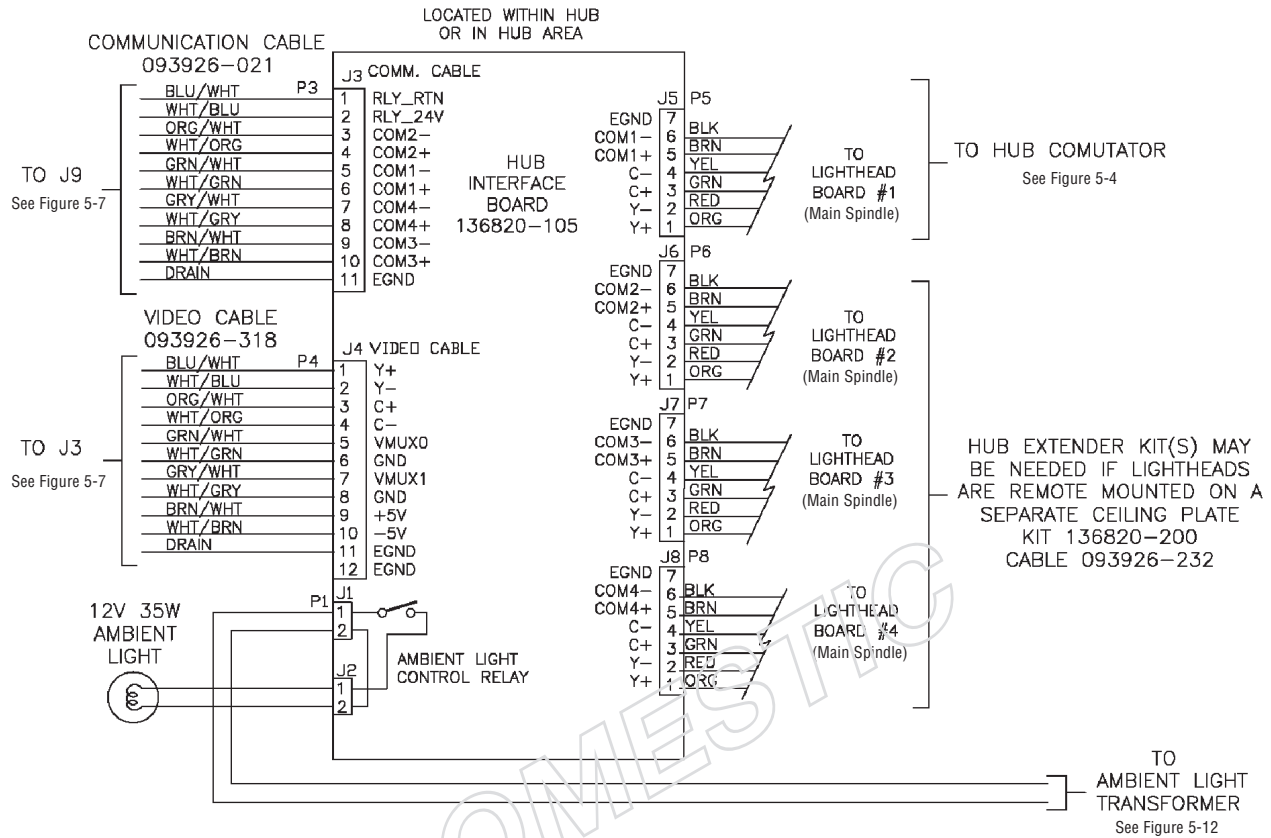 LOCATED WITHIN HUB
OR IN HUB AREA
COMMUNICATION CABLE
093926-021
P3
J3 COMM. CABLE
BLU/WHT 1 RLY_RTN
WHT/BLU 2 RLY_24V
ORG/WHT 3 COM2-
WHT/ORG 4 COM2+
GRN/WHT 5 COM1-
WHT/GRN 6 COM1+
GRY/WHT 7 COM4-
WHT/GRY 8 COM4+
BRN/WHT 9 COM3-
WHT/BRN 10 COM3+
DRAIN 11 EGND
TO J9
See Figure 5-7
HUB
INTERFACE
BOARD
136820-105
VIDEO CABLE
093926-318
P4
J4 VIDEO CABLE
BLU/WHT 1 Y+
WHT/BLU 2 Y-
ORG/WHT 3 C+
WHT/ORG 4 C-
GRN/WHT 5 VMUX0
WHT/GRN 6 GND
GRY/WHT 7 VMUX1
WHT/GRY 8 GND
BRN/WHT 9 +5V
WHT/BRN 10 -5V
DRAIN 11 EGND
12 EGND
TO J3
See Figure 5-7
12V 35W
AMBIENT
LIGHT
P1 J1
1
2
J2
1
2
AMBIENT LIGHT
CONTROL RELAY
J5 P5
EGND 7
COM1- 6 BLK
COM1+ 5 BRN
C- 4 YEL
C+ 3 GRN
Y- 2 RED
Y+ 1 ORG
TO
LIGHTHEAD
BOARD #1
(Main Spindle)
TO HUB COMUTATOR
See Figure 5-4
J6 P6
EGND 7
COM2- 6 BLK
COM2+ 5 BRN
C- 4 YEL
C+ 3 GRN
Y- 2 RED
Y+ 1 ORG
TO
LIGHTHEAD
BOARD #2
(Main Spindle)
J7 P7
EGND 7
COM3- 6 BLK
COM3+ 5 BRN
C- 4 YEL
C+ 3 GRN
Y- 2 RED
Y+ 1 ORG
TO
LIGHTHEAD
BOARD #3
(Main Spindle)
J8 P8
EGND 7
COM4- 6 BLK
COM4+ 5 BRN
C- 4 YEL
C+ 3 GRN
Y- 2 RED
Y+ 1 ORG
TO
LIGHTHEAD
BOARD #4
(Main Spindle)
HUB EXTENDER KIT(S) MAY
BE NEEDED IF LIGHTHEADS
ARE REMOTE MOUNTED ON A
SEPARATE CEILING PLATE
KIT 136820-200
CABLE 093926-232
TO
AMBIENT LIGHT
TRANSFORMER
See Figure 5-12
OMESTIC